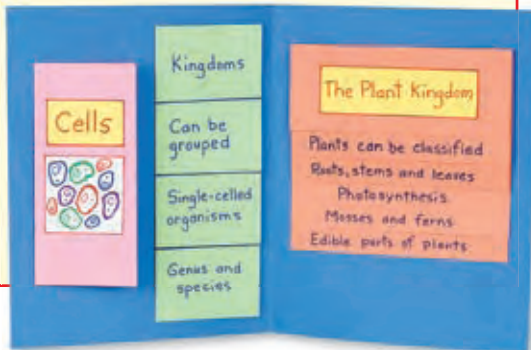 Cells
Kingdoms
Can be
grouped
Single-celled
organisms
Genus and
species
The Plant Kingdom
Plants can be classified
Roots, stems and leaves
Photosynthesis
Mosses and ferns
Edible parts of plants